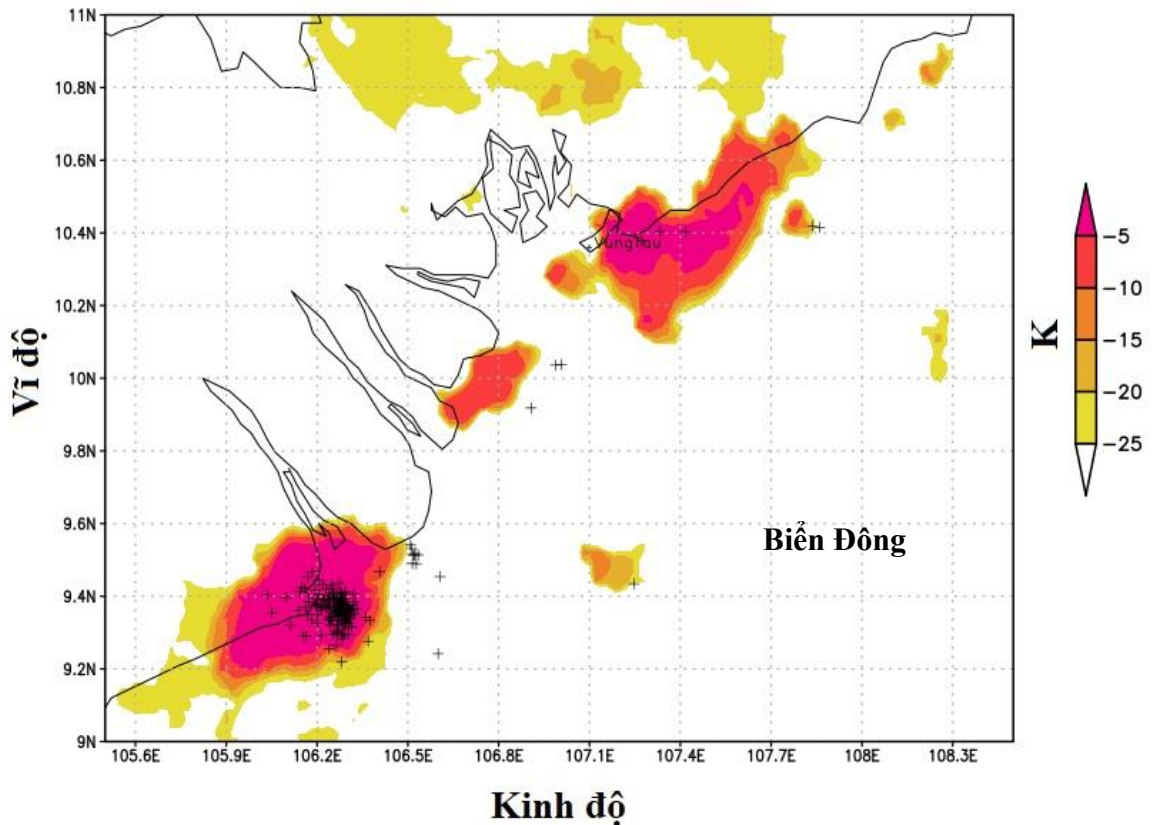 11N
10.8N
10.6N
10.4N
10.2N
10N
9.8N
9.6N
9.4N
9.2N
9N
Vĩ độ
VungTau
Biển Đông
K
−5
−10
−15
−20
−25
105.6E 105.9E 106.2E 106.5E 106.8E 107.1E 107.4E 107.7E 108E 108.3E
Kinh độ